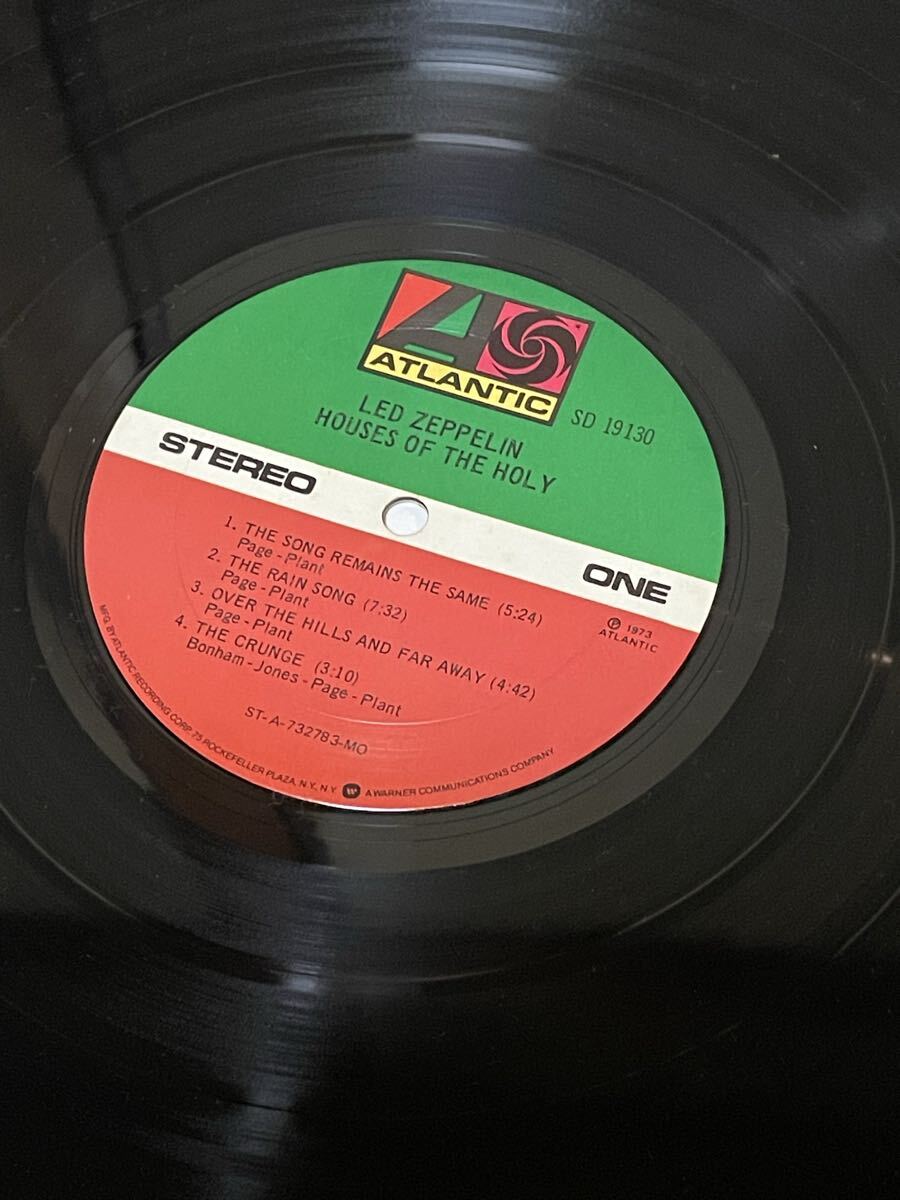 ATLANTIC
SD 19130
LED ZEPPELIN
HOUSES OF THE HOLY
STEREO
ONE
1. THE SONG REMAINS THE SAME (5:24)
Page - Plant
2. THE RAIN SONG (7:32)
Page - Plant
3. OVER THE HILLS AND FAR AWAY (4:42)
Page - Plant
4. THE CRUNGE (3:10)
Bonham - Jones - Page - Plant
℗ 1973
ATLANTIC
ST-A-732783-MO
MFG. BY ATLANTIC RECORDING CORP. 75 ROCKEFELLER PLAZA, N.Y., N.Y. A WARNER COMMUNICATIONS COMPANY